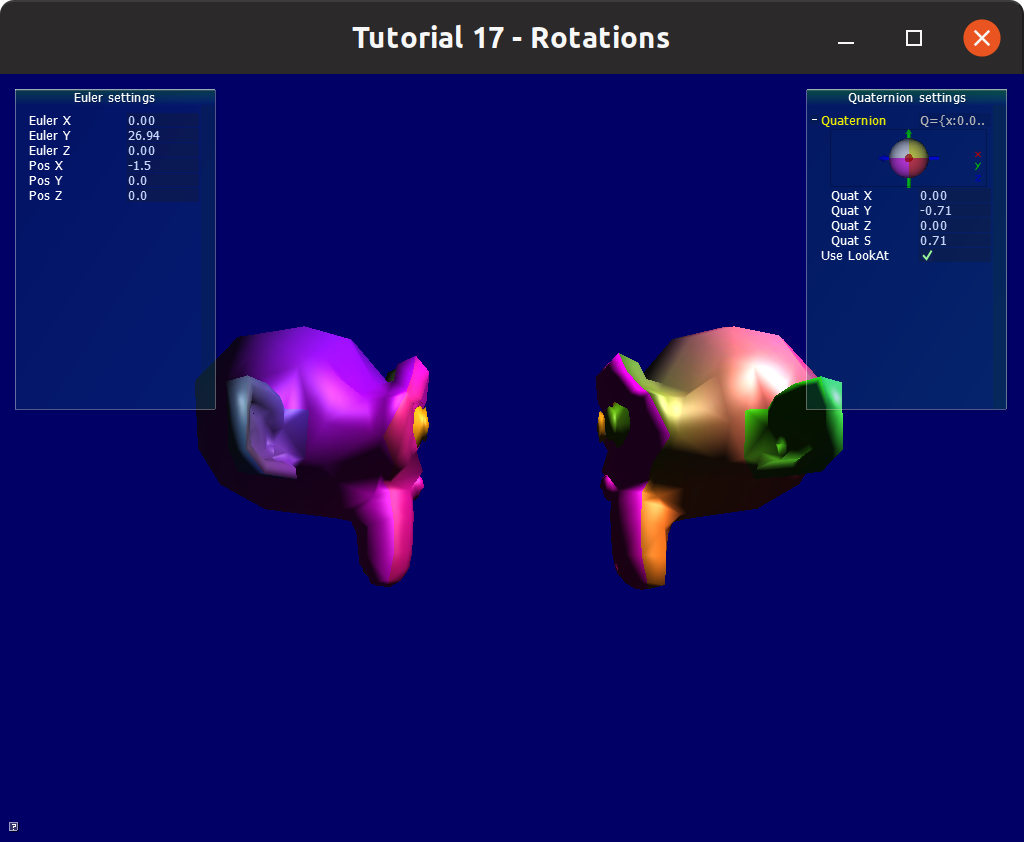 Tutorial 17 - Rotations
Euler settings
Euler X 0.00
Euler Y 26.94
Euler Z 0.00
Pos X -1.5
Pos Y 0.0
Pos Z 0.0
Quaternion settings
- Quaternion Q={x:0.0..
x
y
Quat X 0.00
Quat Y -0.71
Quat Z 0.00
Quat S 0.71
Use LookAt ✓
?